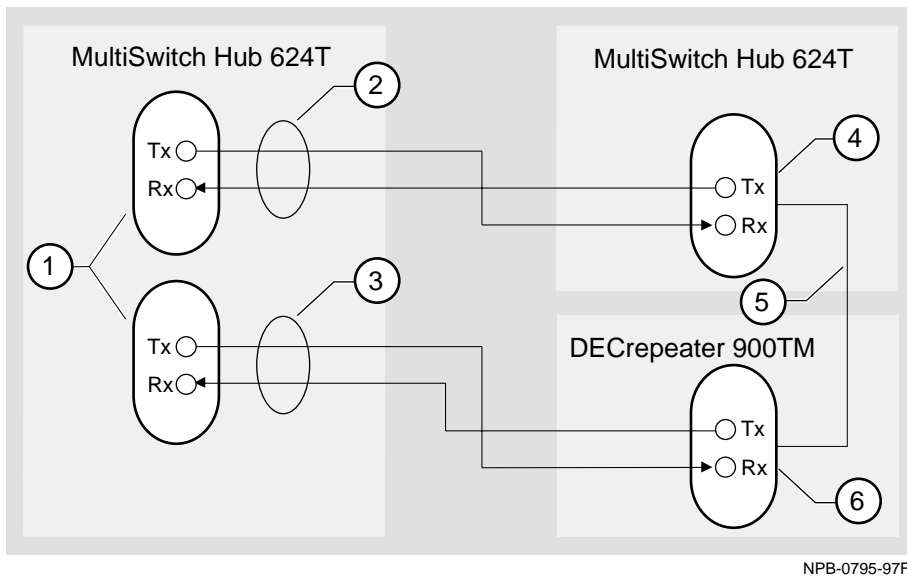 MultiSwitch Hub 624T
MultiSwitch Hub 624T
2
4
Tx
Rx
Tx
Rx
1
3
5
Tx
Rx
DECrepeater 900TM
Tx
Rx
6
NPB-0795-97F